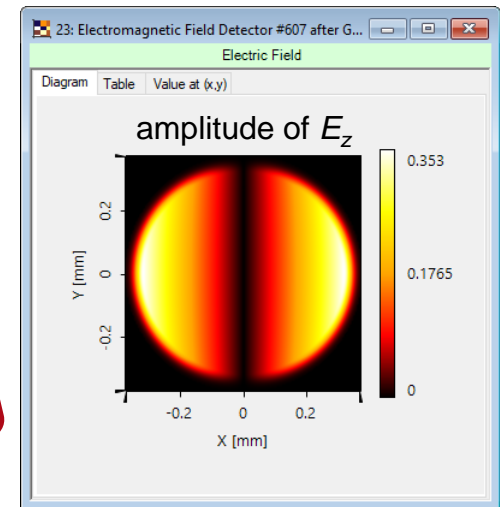 23: Electromagnetic Field Detector #607 after G...
Electric Field
Diagram Table Value at (x,y)
amplitude of Ez
0.353
0.1765
0
Y [mm]
0.2
0
-0.2
-0.2 0 0.2
X [mm]